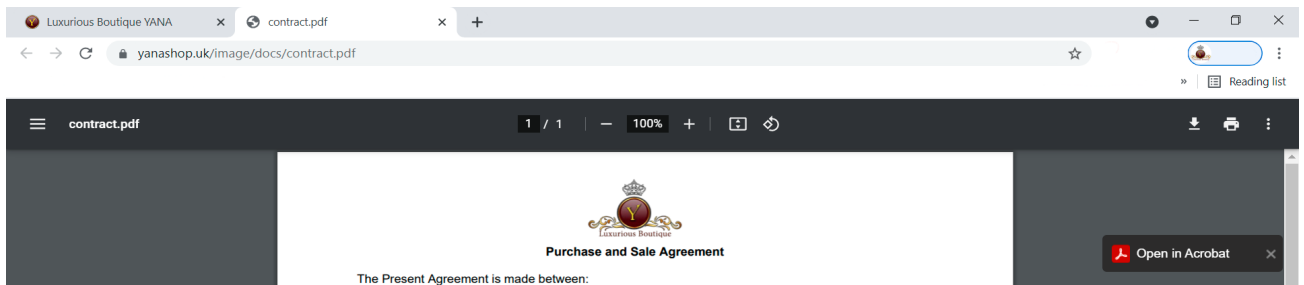 Luxurious Boutique YANA
contract.pdf
yanashop.uk/image/docs/contract.pdf
» Reading list
contract.pdf
1 / 1
100%
Y
Luxurious Boutique
Purchase and Sale Agreement
Open in Acrobat
The Present Agreement is made between: